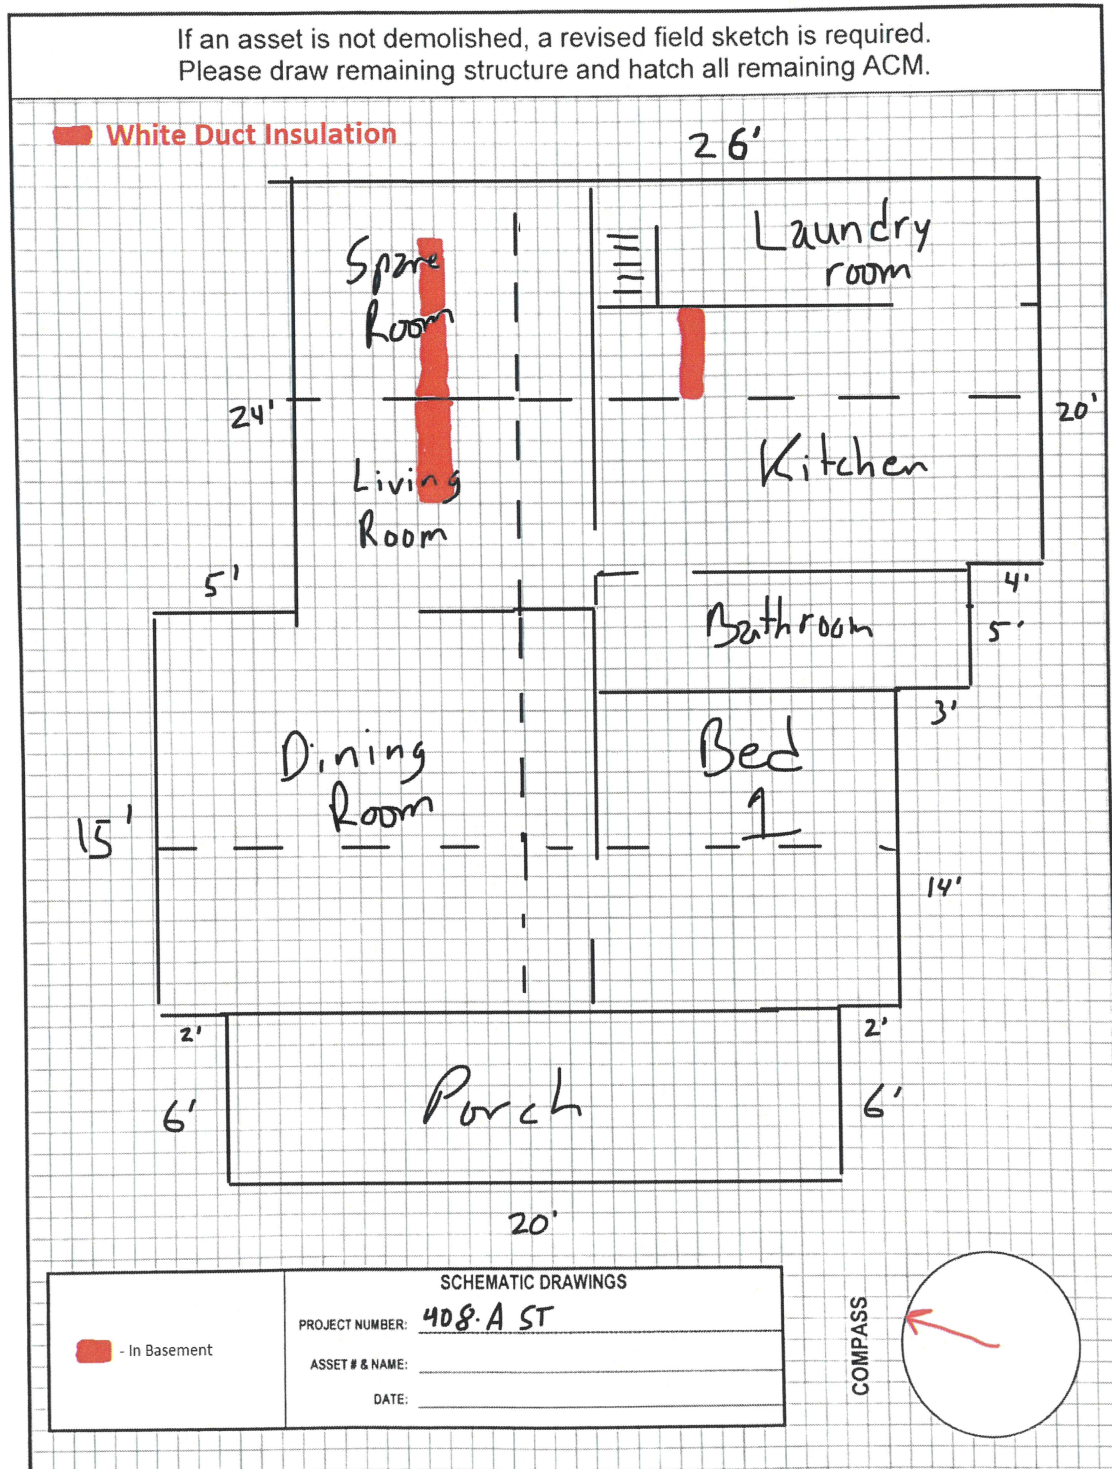 If an asset is not demolished, a revised field sketch is required.
Please draw remaining structure and hatch all remaining ACM.
White Duct Insulation
26'
Laundry
room
Spare
Room
24'
20'
Kitchen
Living
Room
5'
4'
Bathroom
5'
3'
Dining
Room
Bed
1
15'
14'
2'
2'
Porch
6'
6'
20'
SCHEMATIC DRAWINGS
PROJECT NUMBER: 408.A ST
- In Basement
ASSET # & NAME:
DATE:
COMPASS